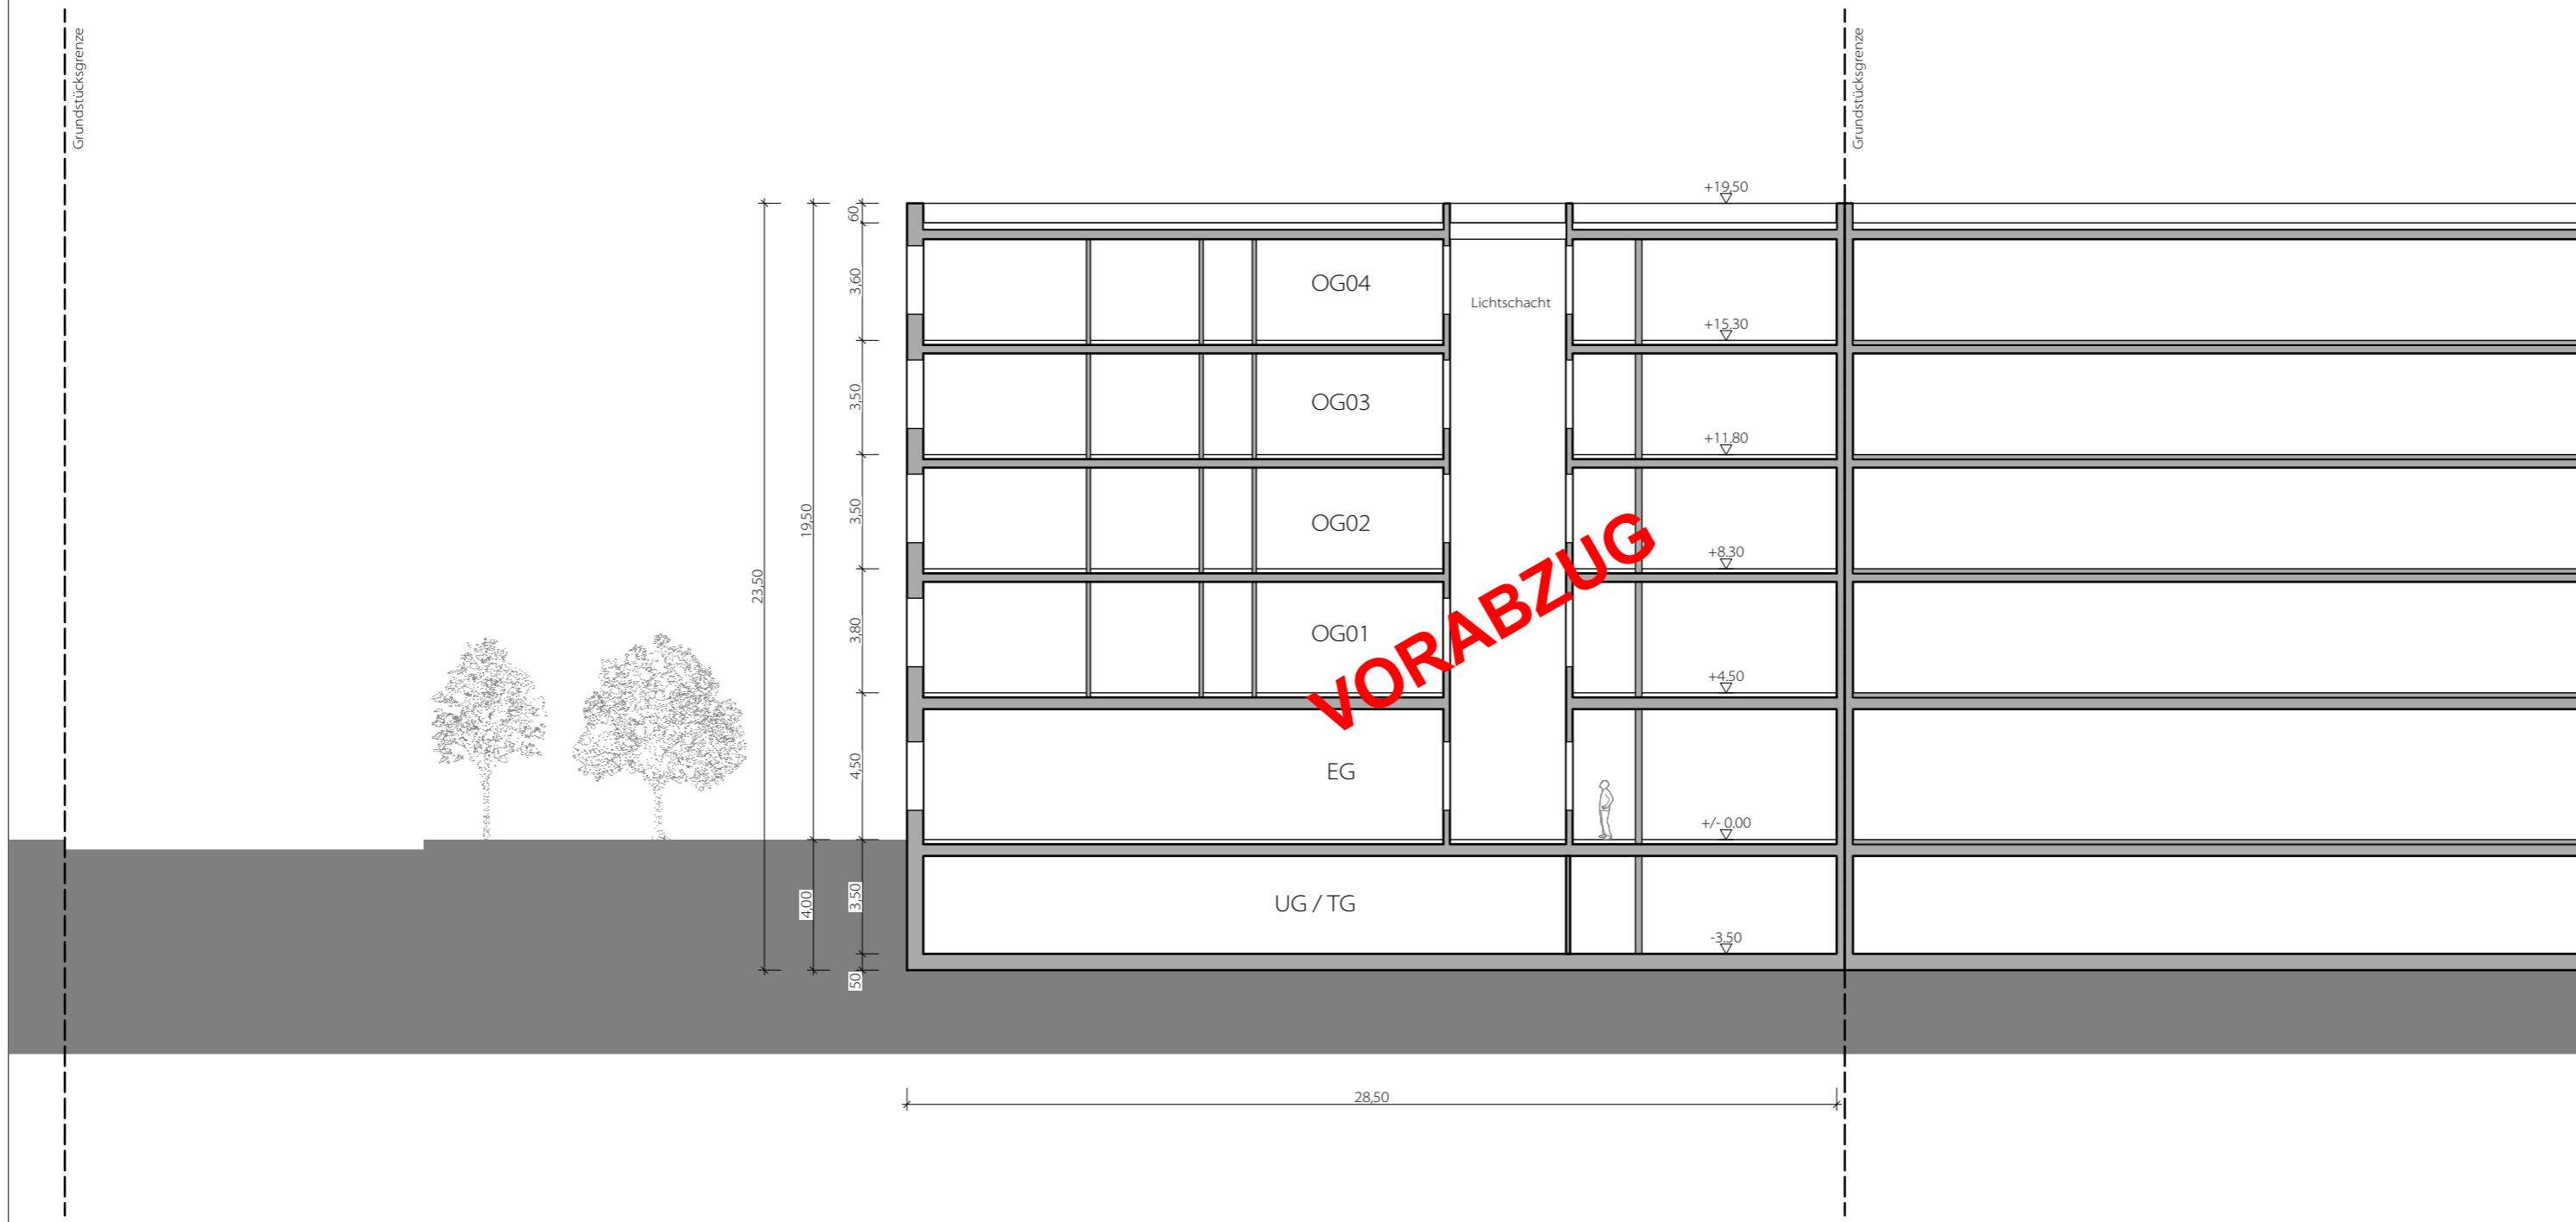 Grundstücksgrenze
Grundstücksgrenze
+19,50
60
3,60
OG04
Lichtschacht
+15,30
3,50
OG03
+11,80
19,50
3,50
OG02
VORABZUG
+8,30
23,50
3,80
OG01
+4,50
4,50
EG
+/- 0,00
4,00
3,50
UG / TG
-3,50
50
28,50